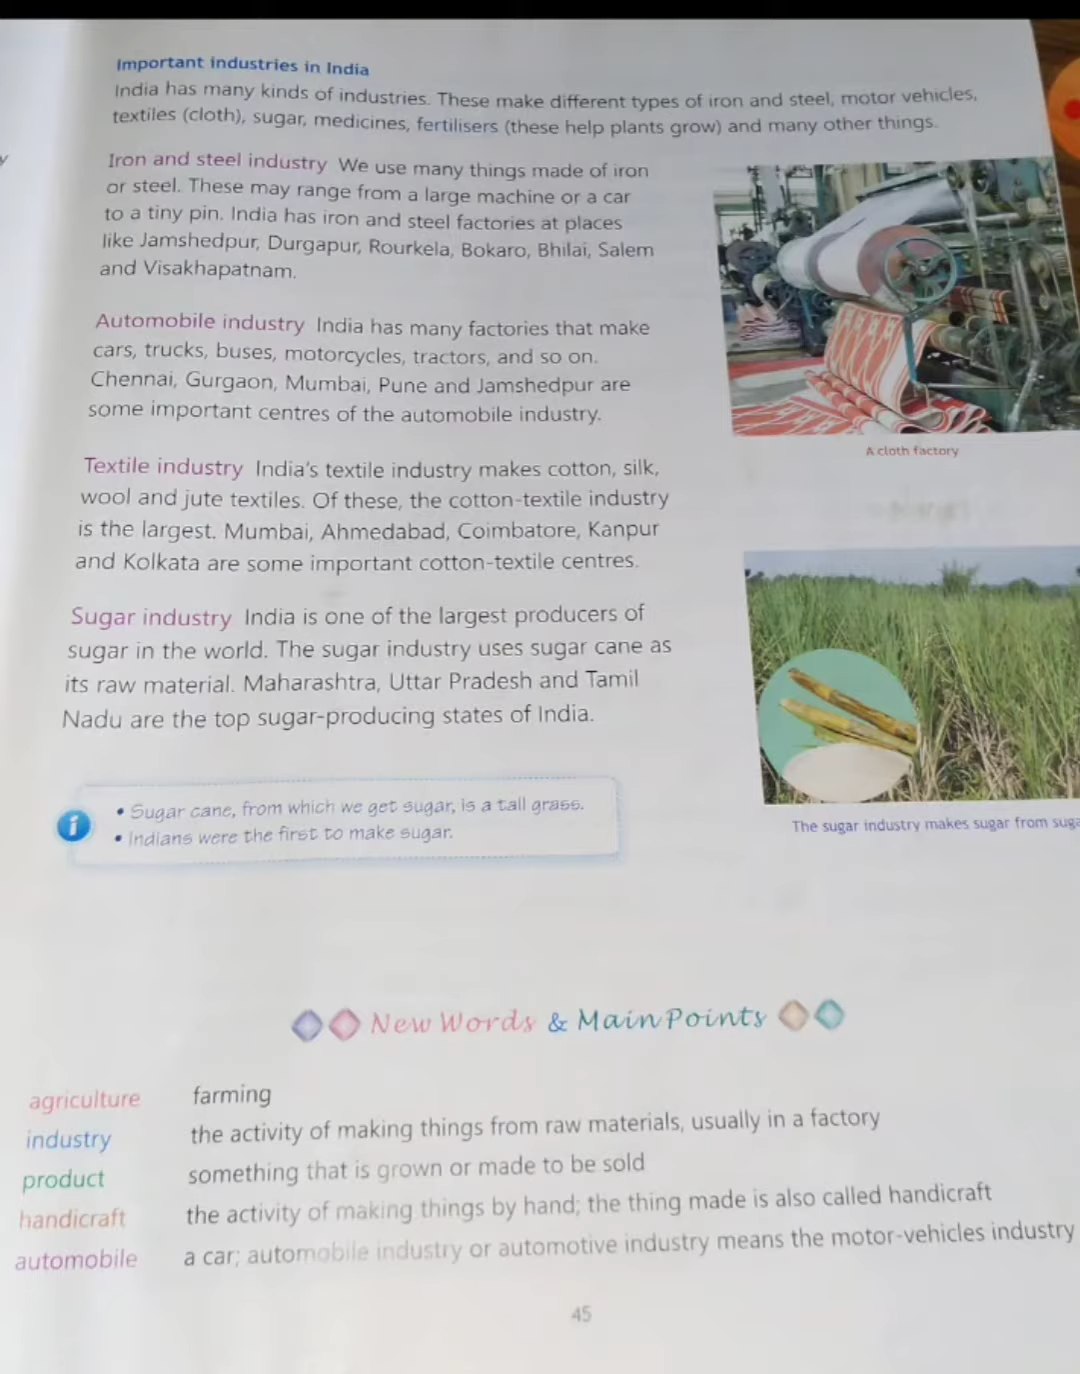 Important industries in India
India has many kinds of industries. These make different types of iron and steel, motor vehicles,
textiles (cloth), sugar, medicines, fertilisers (these help plants grow) and many other things.
Iron and steel industry We use many things made of iron
or steel. These may range from a large machine or a car
to a tiny pin. India has iron and steel factories at places
like Jamshedpur, Durgapur, Rourkela, Bokaro, Bhilai, Salem
and Visakhapatnam.
Automobile industry India has many factories that make
cars, trucks, buses, motorcycles, tractors, and so on.
Chennai, Gurgaon, Mumbai, Pune and Jamshedpur are
some important centres of the automobile industry.
A cloth factory
Textile industry India's textile industry makes cotton, silk,
wool and jute textiles. Of these, the cotton-textile industry
is the largest. Mumbai, Ahmedabad, Coimbatore, Kanpur
and Kolkata are some important cotton-textile centres.
Sugar industry India is one of the largest producers of
sugar in the world. The sugar industry uses sugar cane as
its raw material. Maharashtra, Uttar Pradesh and Tamil
Nadu are the top sugar-producing states of India.
i
• Sugar cane, from which we get sugar, is a tall grass.
• Indians were the first to make sugar.
The sugar industry makes sugar from
New Words & Main Points
agriculture farming
industry the activity of making things from raw materials, usually in a factory
product something that is grown or made to be sold
handicraft the activity of making things by hand; the thing made is also called handicraft
automobile a car; automobile industry or automotive industry means the motor-vehicles industry
45